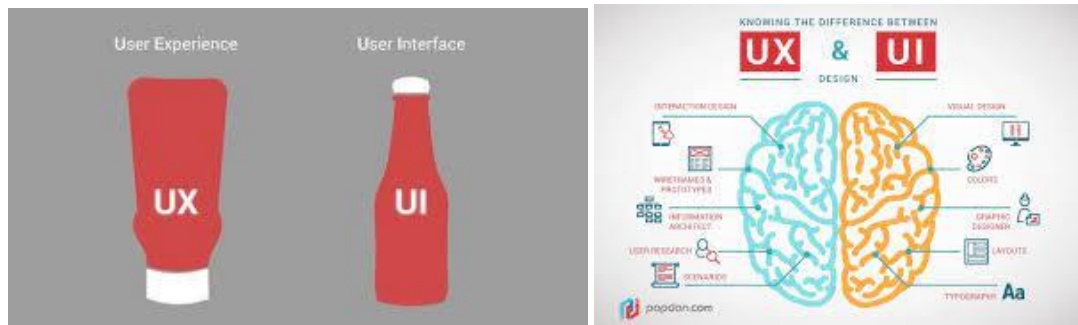 User Experience
User Interface
UX
UI
KNOWING THE DIFFERENCE BETWEEN
UX & UI
DESIGN
INTERACTION DESIGN
VISUAL DESIGN
WIREFRAMES &
PROTOTYPES
COLORS
INFORMATION
ARCHITECT
GRAPHIC
DESIGNER
USER RESEARCH
LAYOUTS
SCENARIOS
TYPOGRAPHY Aa
popdon.com